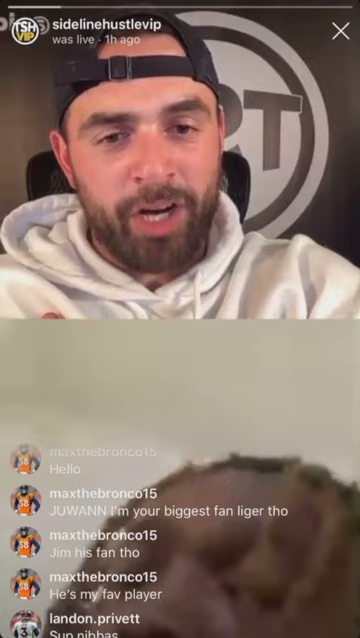 TSH
VIP
sidelinehustlevip
was live · 1h ago
RT
maxthebronco15
Hello
maxthebronco15
JUWANN I'm your biggest fan liger tho
maxthebronco15
Jim his fan tho
maxthebronco15
He's my fav player
landon.privett
Sup nibbas